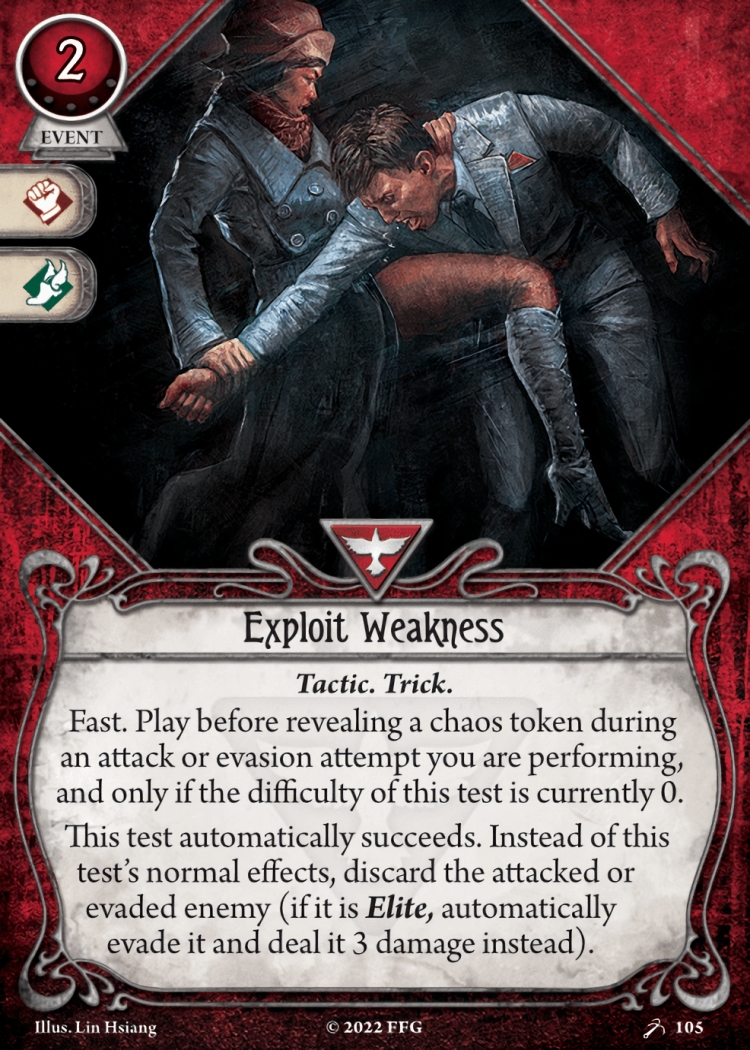 2
EVENT
Exploit Weakness
Tactic. Trick.
Fast. Play before revealing a chaos token during
an attack or evasion attempt you are performing,
and only if the difficulty of this test is currently 0.
This test automatically succeeds. Instead of this
test's normal effects, discard the attacked or
evaded enemy (if it is Elite, automatically
evade it and deal it 3 damage instead).
Illus. Lin Hsiang
© 2022 FFG
105